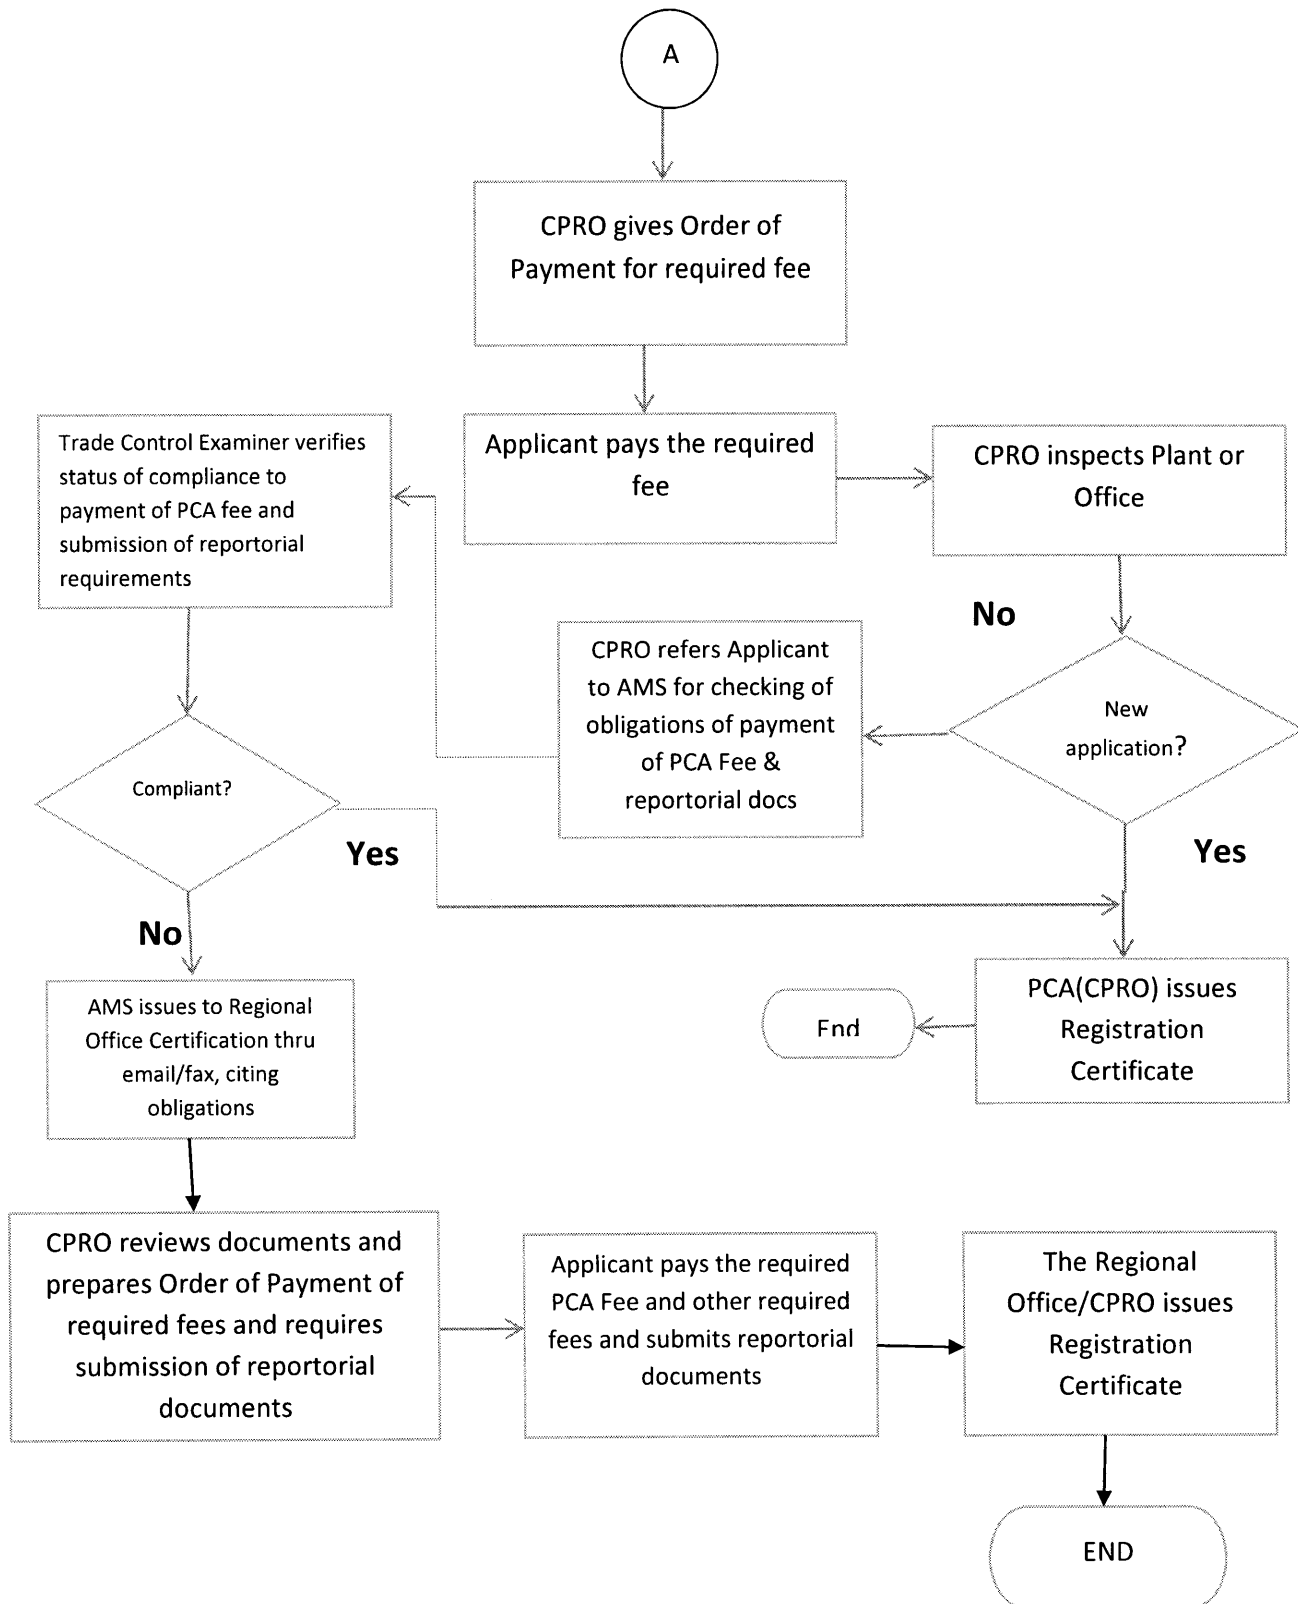 A
CPRO gives Order of
Payment for required fee
Applicant pays the required
fee
CPRO inspects Plant or
Office
Trade Control Examiner verifies
status of compliance to
payment of PCA fee and
submission of reportorial
requirements
No
CPRO refers Applicant
to AMS for checking of
obligations of payment
of PCA Fee &
reportorial docs
New
application?
Compliant?
Yes
Yes
No
AMS issues to Regional
Office Certification thru
email/fax, citing
obligations
End
PCA(CPRO) issues
Registration
Certificate
CPRO reviews documents and
prepares Order of Payment of
required fees and requires
submission of reportorial
documents
Applicant pays the required
PCA Fee and other required
fees and submits reportorial
documents
The Regional
Office/CPRO issues
Registration
Certificate
END